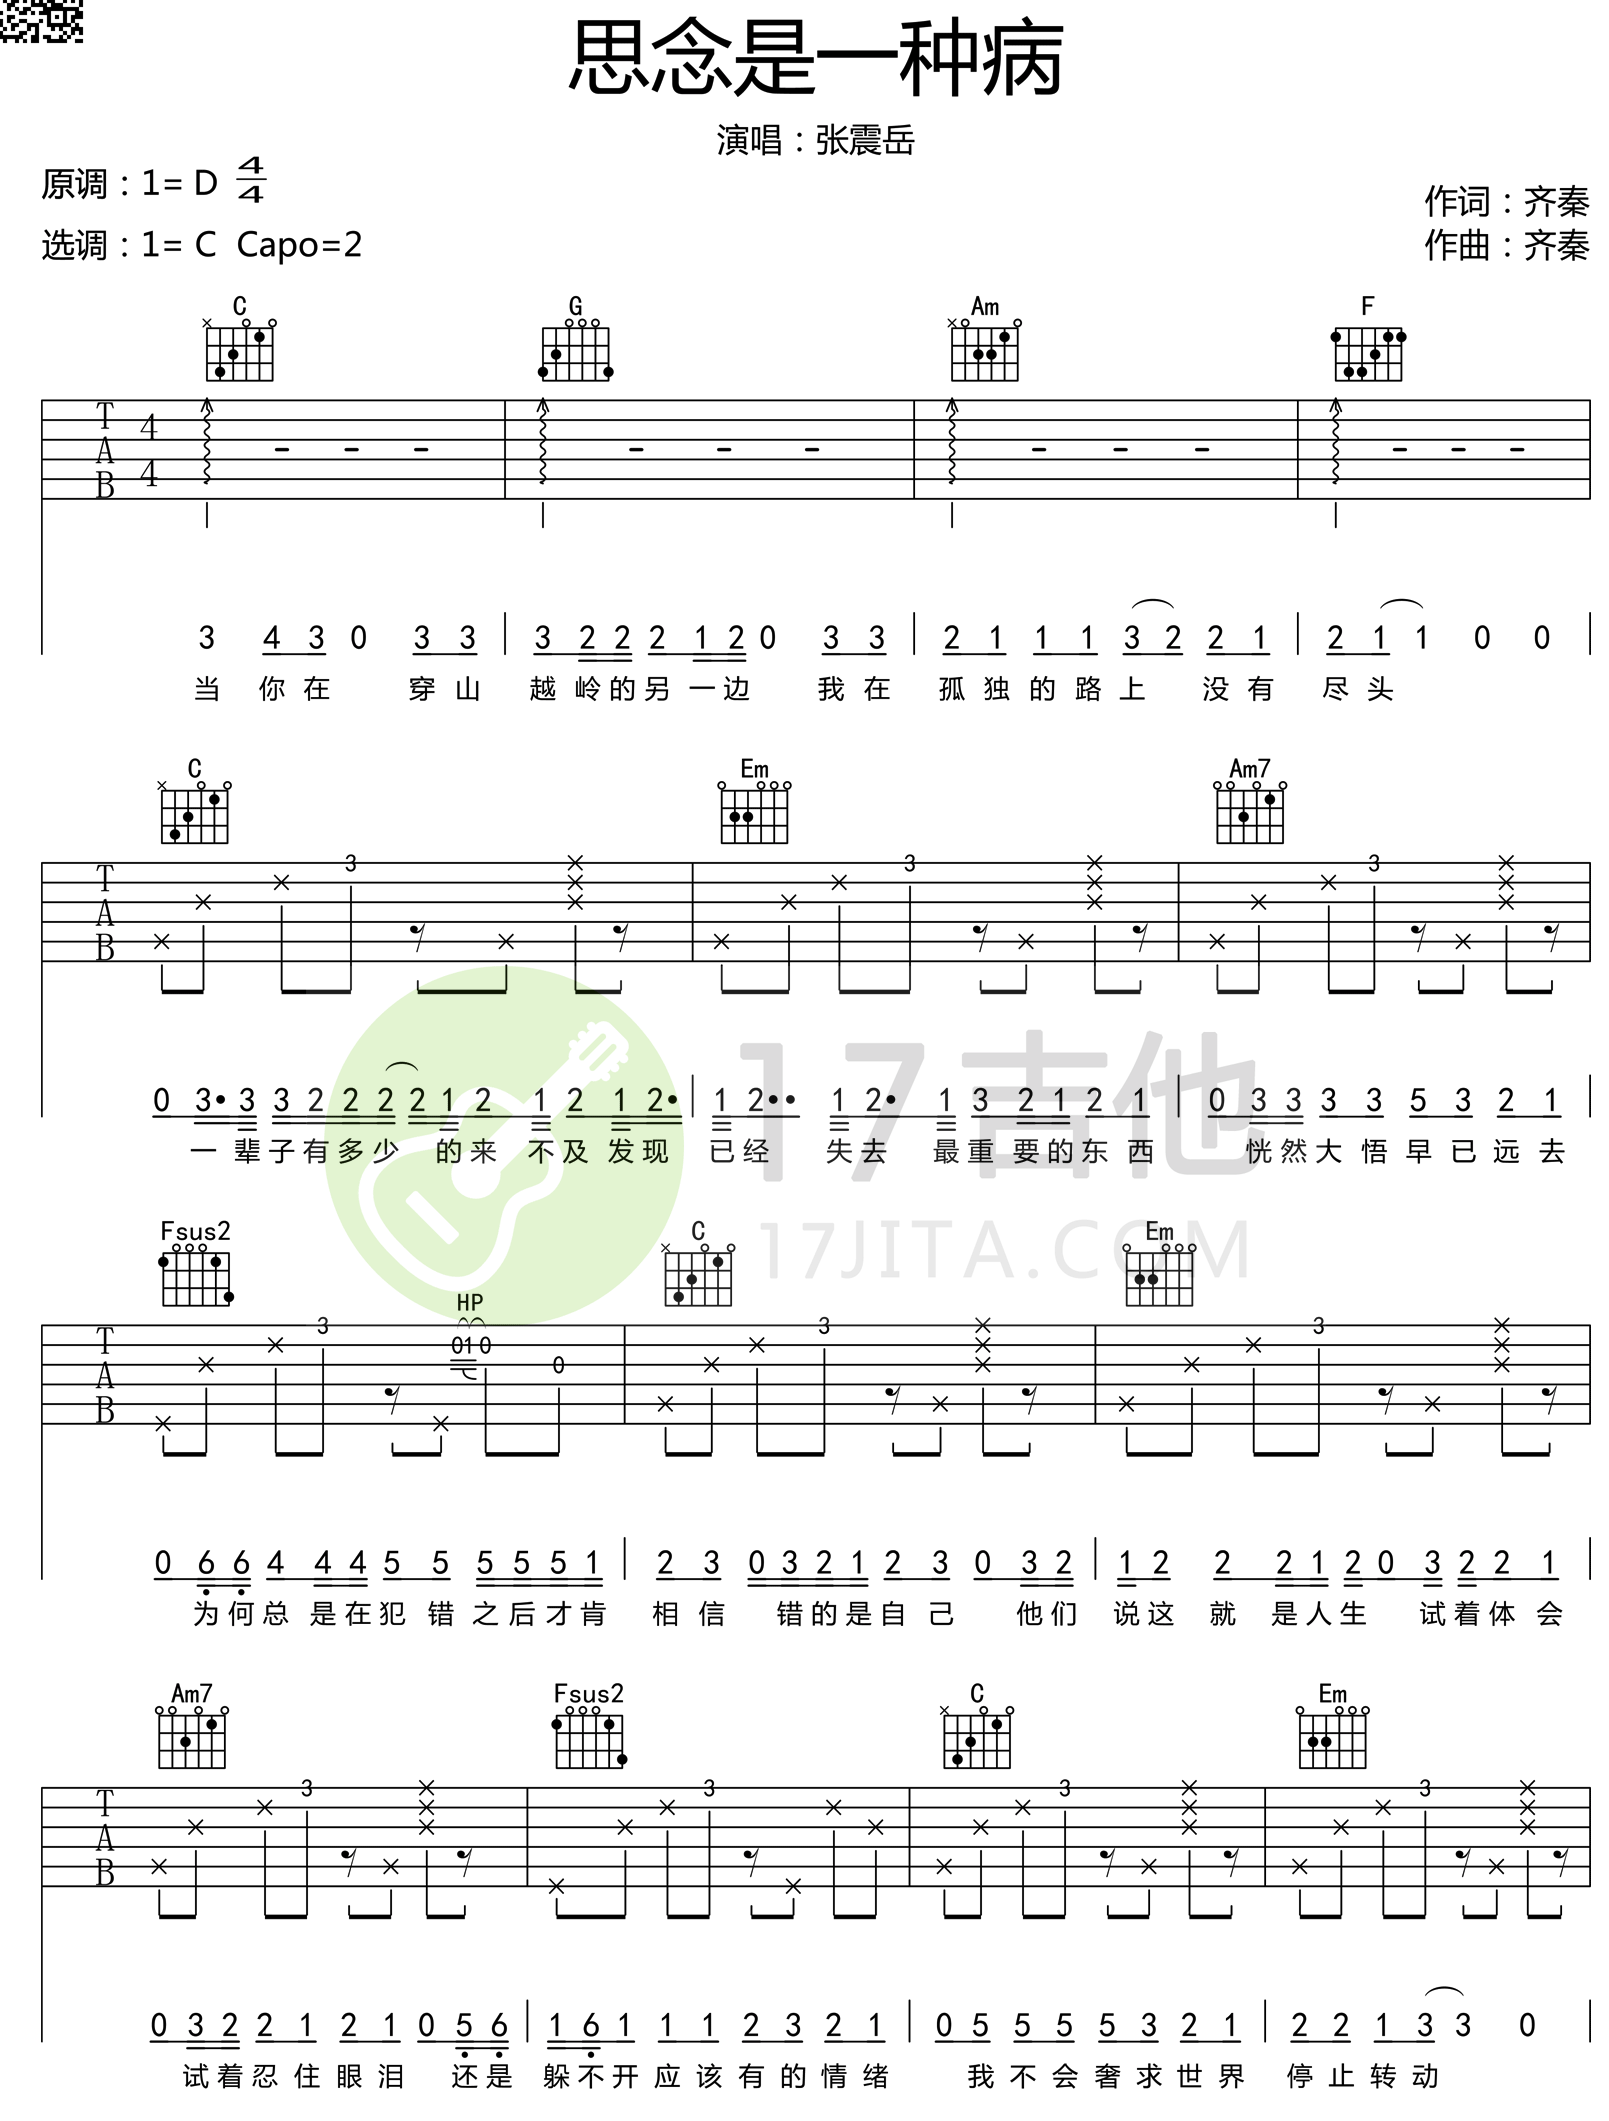 思念是一种病
演唱：张震岳
原调：1= D 4/4
作词：齐秦
选调：1= C Capo=2
作曲：齐秦
C G Am F
T A B 4 4
3 4 3 0 3 3 3 2 2 2 1 2 0 3 3 2 1 1 1 3 2 2 1 2 1 1 0 0
当 你 在 穿 山 越 岭 的 另 一 边 我 在 孤 独 的 路 上 没 有 尽 头
C Em Am7
3 3 3
T A B
0 3· 3 3 2 2 2 2 1 2 1 2 1 2· 1 2·· 1 2· 1 3 2 1 2 1 0 3 3 3 3 5 3 2 1
一 辈 子 有 多 少 的 来 不 及 发 现 已 经 失 去 最 重 要 的 东 西 恍 然 大 悟 早 已 远 去
17吉他
17JITA.COM
Fsus2 C Em
HP
3 010 0 3 3
T A B
0 6 6 4 4 4 5 5 5 5 5 1 2 3 0 3 2 1 2 3 0 3 2 1 2 2 2 1 2 0 3 2 2 1
为 何 总 是 在 犯 错 之 后 才 肯 相 信 错 的 是 自 己 他 们 说 这 就 是 人 生 试 着 体 会
Am7 Fsus2 C Em
3 3 3 3
T A B
0 3 2 2 1 2 1 0 5 6 1 6 1 1 1 2 3 2 1 0 5 5 5 5 3 2 1 2 2 1 3 3 0
试 着 忍 住 眼 泪 还 是 躲 不 开 应 该 有 的 情 绪 我 不 会 奢 求 世 界 停 止 转 动